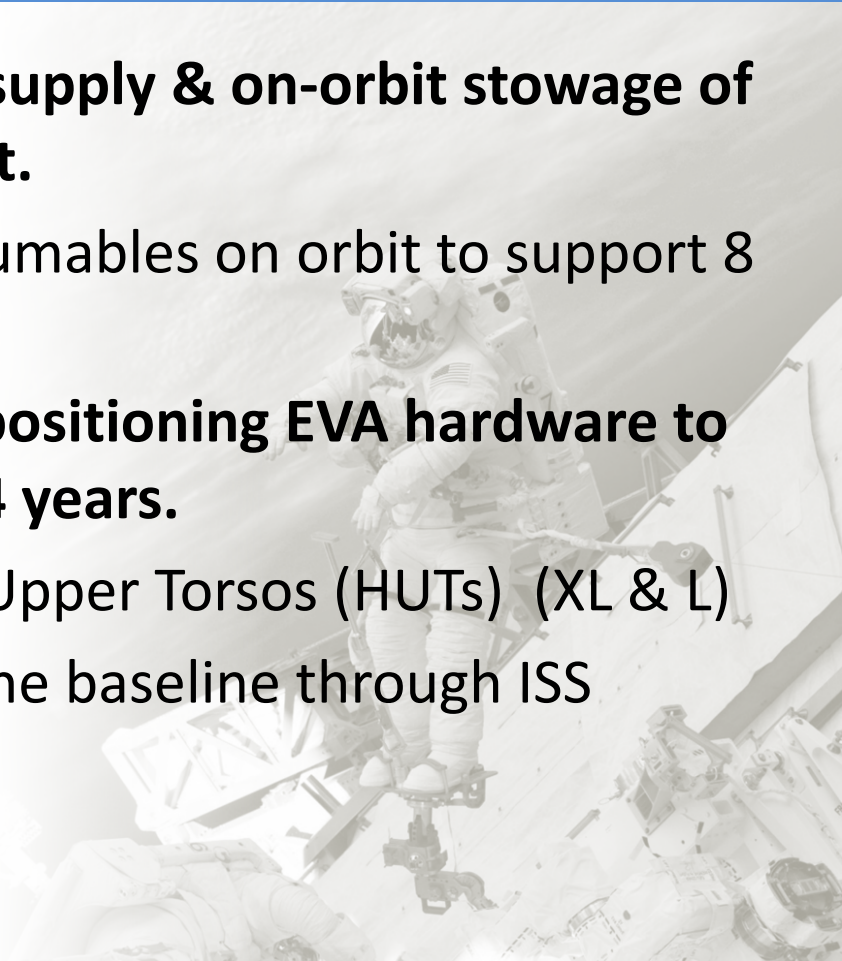 supply & on-orbit stowage of
t.
umables on orbit to support 8
positioning EVA hardware to
4 years.
Upper Torsos (HUTs) (XL & L)
ne baseline through ISS